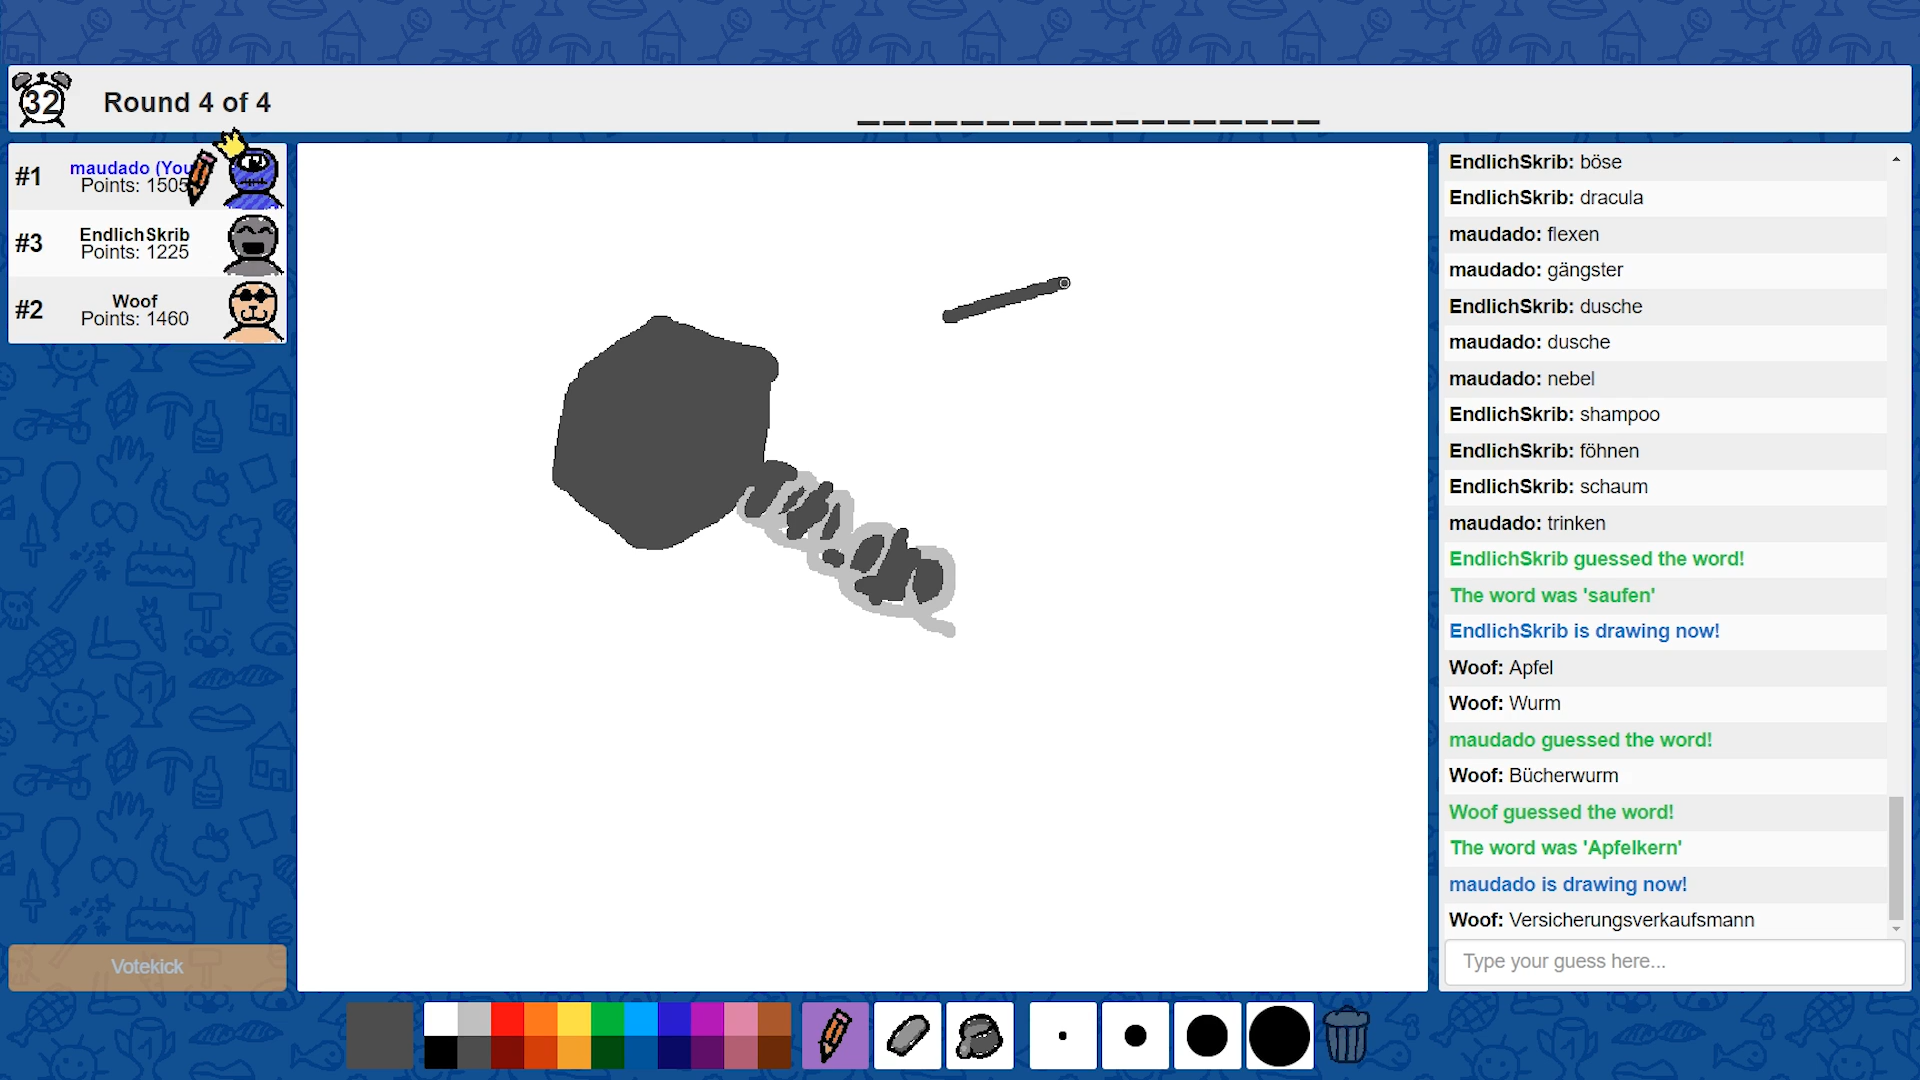 32
Round 4 of 4
__________________
#1
maudado (You
Points: 1505
#3
EndlichSkrib
Points: 1225
#2
Woof
Points: 1460
Votekick
EndlichSkrib: böse
EndlichSkrib: dracula
maudado: flexen
maudado: gängster
EndlichSkrib: dusche
maudado: dusche
maudado: nebel
EndlichSkrib: shampoo
EndlichSkrib: föhnen
EndlichSkrib: schaum
maudado: trinken
EndlichSkrib guessed the word!
The word was 'saufen'
EndlichSkrib is drawing now!
Woof: Apfel
Woof: Wurm
maudado guessed the word!
Woof: Bücherwurm
Woof guessed the word!
The word was 'Apfelkern'
maudado is drawing now!
Woof: Versicherungsverkaufsmann
Type your guess here...